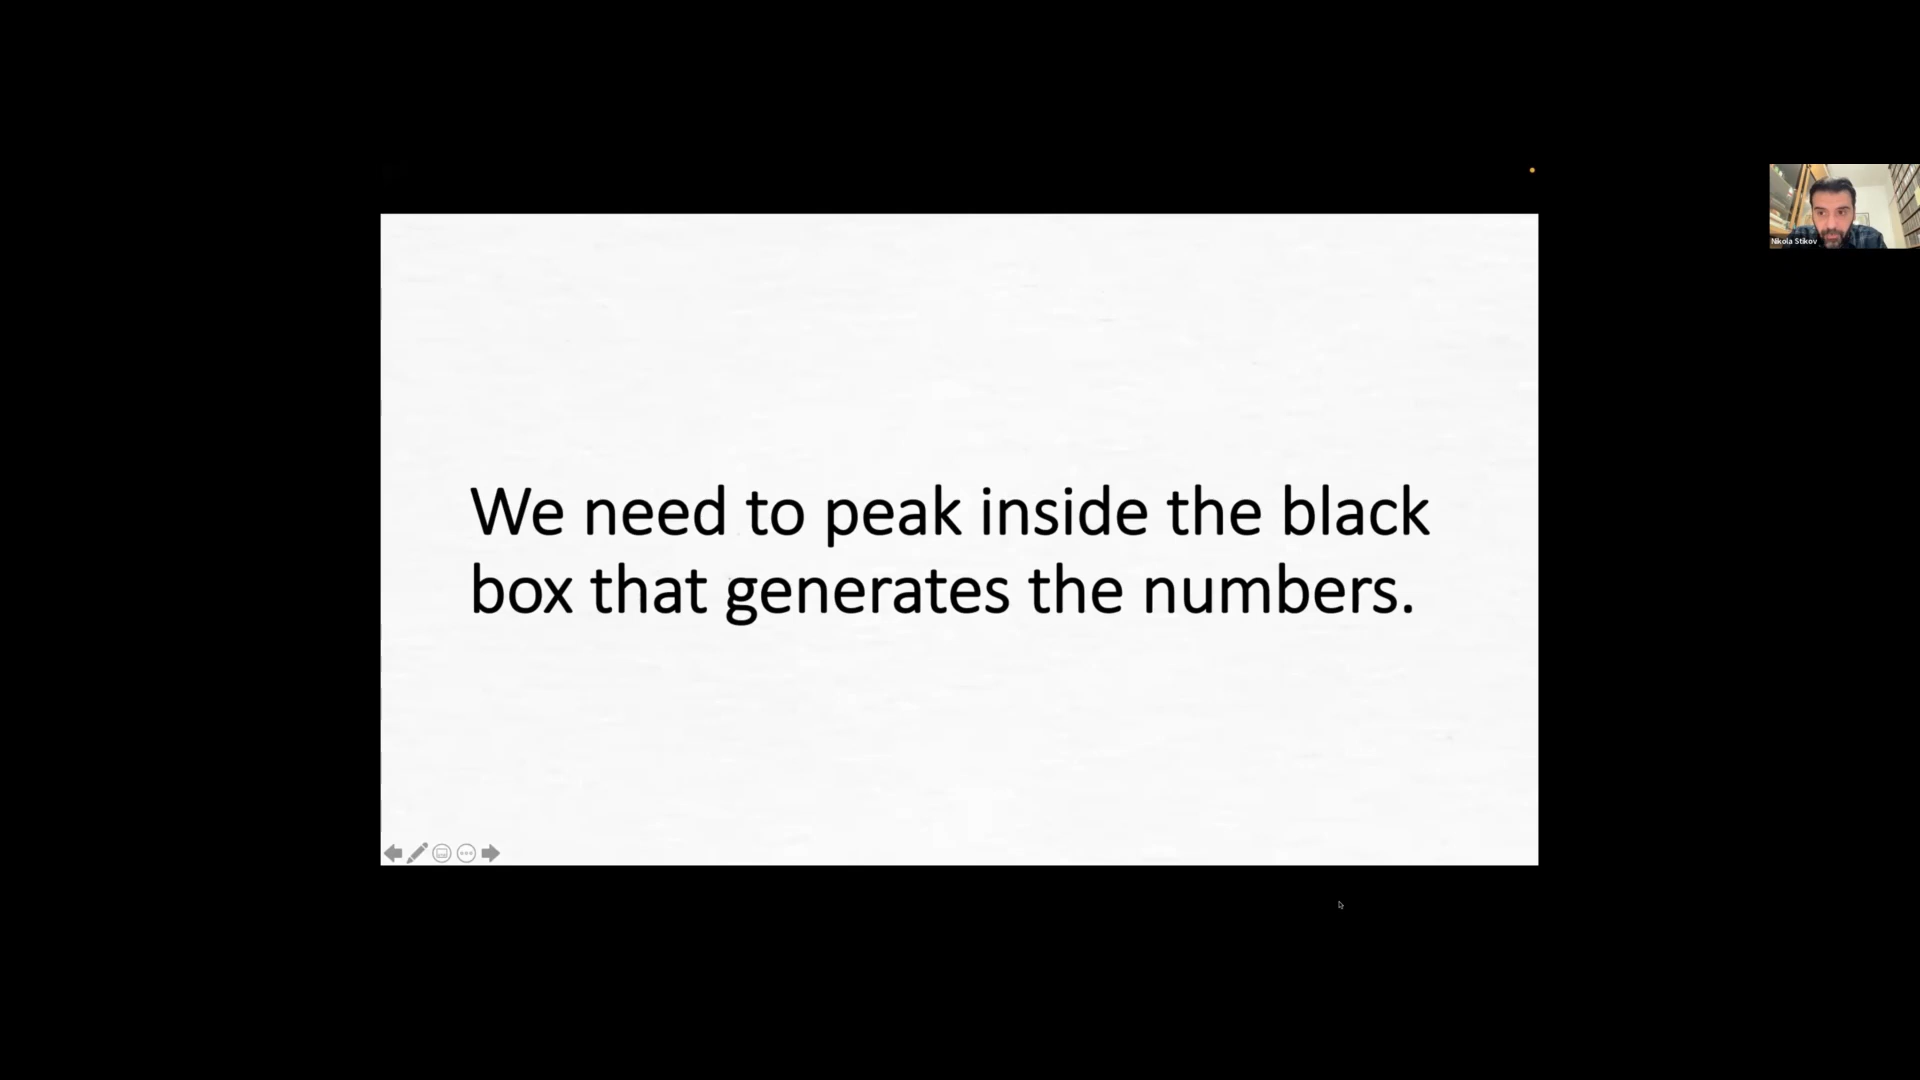 We need to peak inside the black
box that generates the numbers.
Nikola Stikov